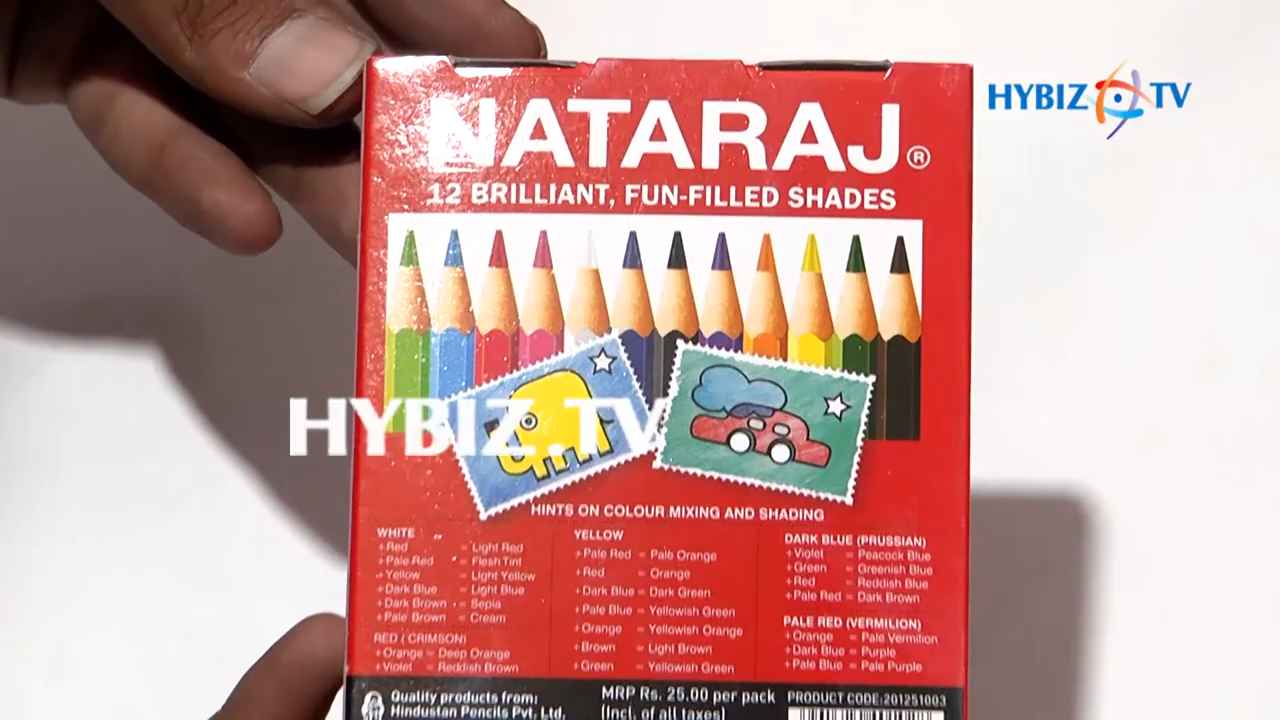 HYBIZ TV
NATARAJ®
12 BRILLIANT, FUN-FILLED SHADES
HYBIZ.TV
HINTS ON COLOUR MIXING AND SHADING
WHITE
+Red = Light Red
+Pale Red = Flesh Tint
+Yellow = Light Yellow
+Dark Blue = Light Blue
+Dark Brown = Sepia
+Pale Brown = Cream
RED (CRIMSON)
+Orange = Deep Orange
+Violet = Reddish Brown
YELLOW
+Pale Red = Pale Orange
+Red = Orange
+Dark Blue = Dark Green
+Pale Blue = Yellowish Green
+Orange = Yellowish Orange
+Brown = Light Brown
+Green = Yellowish Green
DARK BLUE (PRUSSIAN)
+Violet = Peacock Blue
+Green = Greenish Blue
+Red = Reddish Blue
+Pale Red = Dark Brown
PALE RED (VERMILION)
+Orange = Pale Vermilion
+Dark Blue = Purple
+Pale Blue = Pale Purple
Quality products from:
Hindustan Pencils Pvt. Ltd.
MRP Rs. 25.00 per pack
(Incl. of all taxes)
PRODUCT CODE:201251003